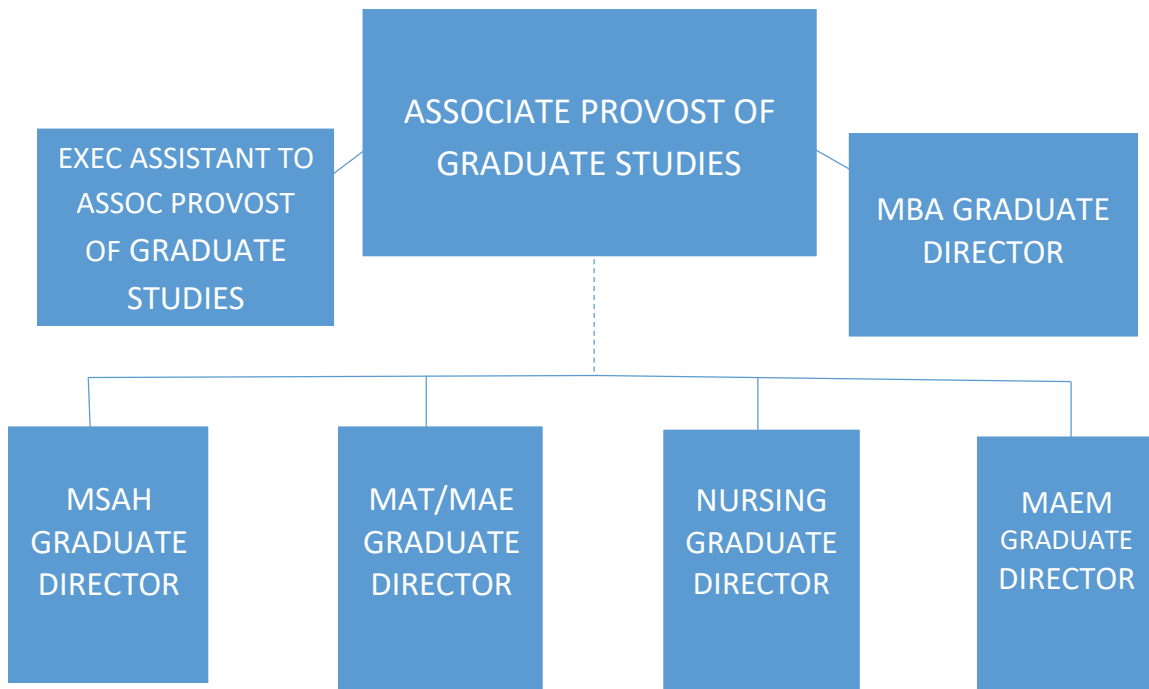 ASSOCIATE PROVOST OF
GRADUATE STUDIES
EXEC ASSISTANT TO
ASSOC PROVOST
OF GRADUATE
STUDIES
MBA GRADUATE
DIRECTOR
MSAH
GRADUATE
DIRECTOR
MAT/MAE
GRADUATE
DIRECTOR
NURSING
GRADUATE
DIRECTOR
MAEM
GRADUATE
DIRECTOR